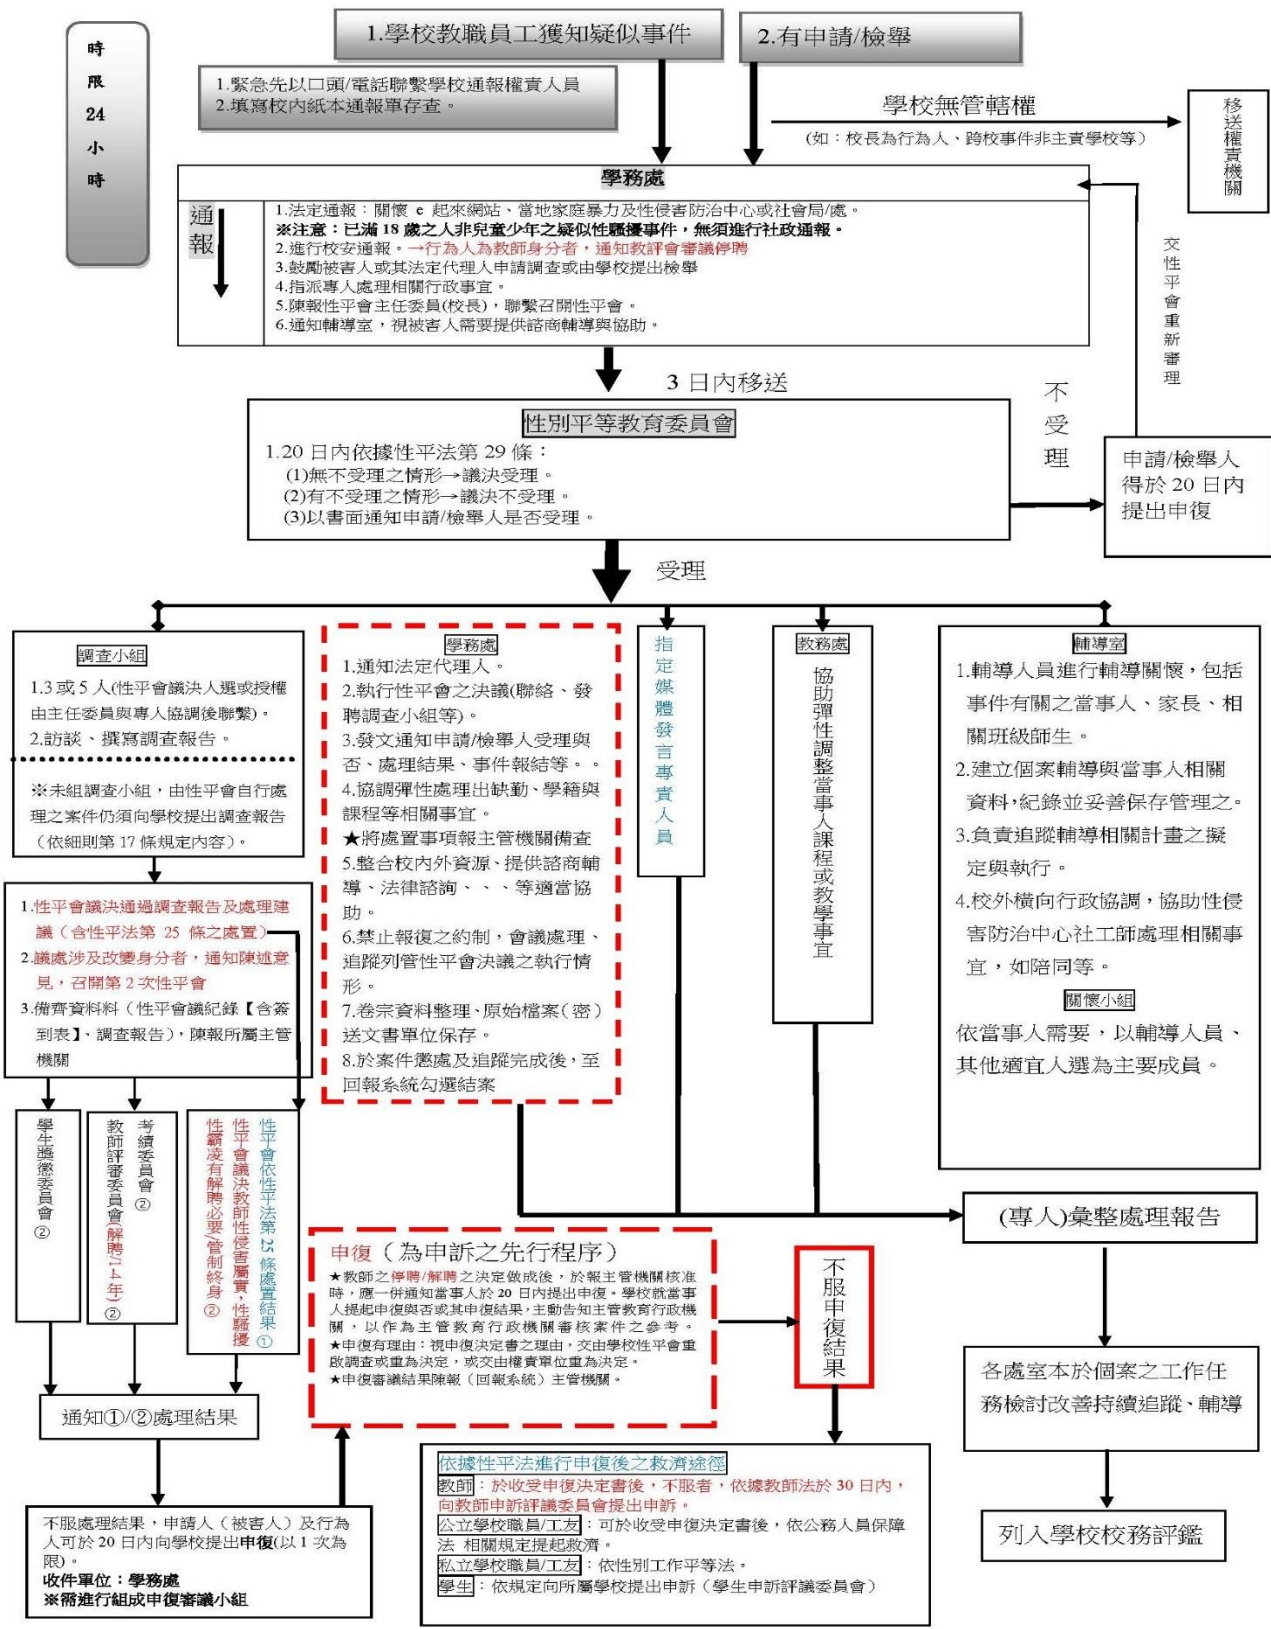 時
限
24
小
時
1.學校教職員工獲知疑似事件
2.有申請/檢舉
1.緊急先以口頭/電話聯繫學校通報權責人員
2.填寫校內紙本通報單存查。
學校無管轄權
(如：校長為行為人、跨校事件非主責學校等)
移送權責機關
學務處
通報
1.法定通報：關懷 e 起來網站、當地家庭暴力及性侵害防治中心或社會局/處。
※注意：已滿 18 歲之人非兒童少年之疑似性騷擾事件，無須進行社政通報。
2.進行校安通報。→行為人為教師身分者，通知教評會審議停聘
3.鼓勵被害人或其法定代理人申請調查或由學校提出檢舉
4.指派專人處理相關行政事宜。
5.陳報性平會主任委員(校長)，聯繫召開性平會。
6.通知輔導室，視被害人需要提供諮商輔導與協助。
交性平會重新審理
3 日內移送
不受理
性別平等教育委員會
1.20 日內依據性平法第 29 條：
(1)無不受理之情形→議決受理。
(2)有不受理之情形→議決不受理。
(3)以書面通知申請/檢舉人是否受理。
申請/檢舉人
得於 20 日內
提出申復
受理
調查小組
1.3 或 5 人(性平會議決人選或授權
由主任委員與專人協調後聯繫)。
2.訪談、撰寫調查報告。
※未組調查小組，由性平會自行處
理之案件仍須向學校提出調查報告
(依細則第 17 條規定內容)。
學務處
1.通知法定代理人。
2.執行性平會之決議(聯絡、發
聘調查小組等)。
3.發文通知申請/檢舉人受理與
否、處理結果、事件報結等。。
4.協調彈性處理出缺勤、學籍與
課程等相關事宜。
★將處置事項報主管機關備查
5.整合校內外資源、提供諮商輔
導、法律諮詢、、、等適當協
助。
6.禁止報復之約制，會議處理、
追蹤列管性平會決議之執行情
形。
7.卷宗資料整理、原始檔案(密)
送文書單位保存。
8.於案件懲處及追蹤完成後，至
回報系統勾選結案
指定媒體發言專責人員
教務處
協助彈性調整當事人課程或教學事宜
輔導室
1.輔導人員進行輔導關懷，包括
事件有關之當事人、家長、相
關班級師生。
2.建立個案輔導與當事人相關
資料，紀錄並妥善保存管理之。
3.負責追蹤輔導相關計畫之擬
定與執行。
4.校外橫向行政協調，協助性侵
害防治中心社工師處理相關事
宜，如陪同等。
關懷小組
依當事人需要，以輔導人員、
其他適宜人選為主要成員。
1.性平會議決通過調查報告及處理建
議（含性平法第 25 條之處置）
2.議處涉及改變身分者，通知陳述意
見，召開第 2 次性平會
3.備齊資料料（性平會議紀錄【含簽
到表】、調查報告），陳報所屬主管
機關
學生獎懲委員會②
考績委員會②
教師評審委員會(解聘/1-4 年)②
性平會依性平法第 25 條處置結果①
性平會議決教師性侵害屬實，性騷擾
性霸凌有解聘必要/管制終身②
通知①/②處理結果
不服處理結果，申請人（被害人）及行為
人可於 20 日內向學校提出申復(以 1 次為
限)。
收件單位：學務處
※需進行組成申復審議小組
申復（為申訴之先行程序）
★教師之停聘/解聘之決定做成後，於報主管機關核准
時，應一併通知當事人於 20 日內提出申復。學校就當事
人提起申復與否或其申復結果，主動告知主管教育行政機
關，以作為主管教育行政機關審核案件之參考。
★申復有理由：視申復決定書之理由，交由學校性平會重
啟調查或重為決定，或交由權責單位重為決定。
★申復審議結果陳報（回報系統）主管機關。
不服申復結果
依據性平法進行申復後之救濟途徑
教師：於收受申復決定書後，不服者，依據教師法於 30 日內，
向教師申訴評議委員會提出申訴。
公立學校職員/工友：可於收受申復決定書後，依公務人員保障
法 相關規定提起救濟。
私立學校職員/工友：依性別工作平等法。
學生：依規定向所屬學校提出申訴（學生申訴評議委員會）
(專人)彙整處理報告
各處室本於個案之工作任
務檢討改善持續追蹤、輔導
列入學校校務評鑑